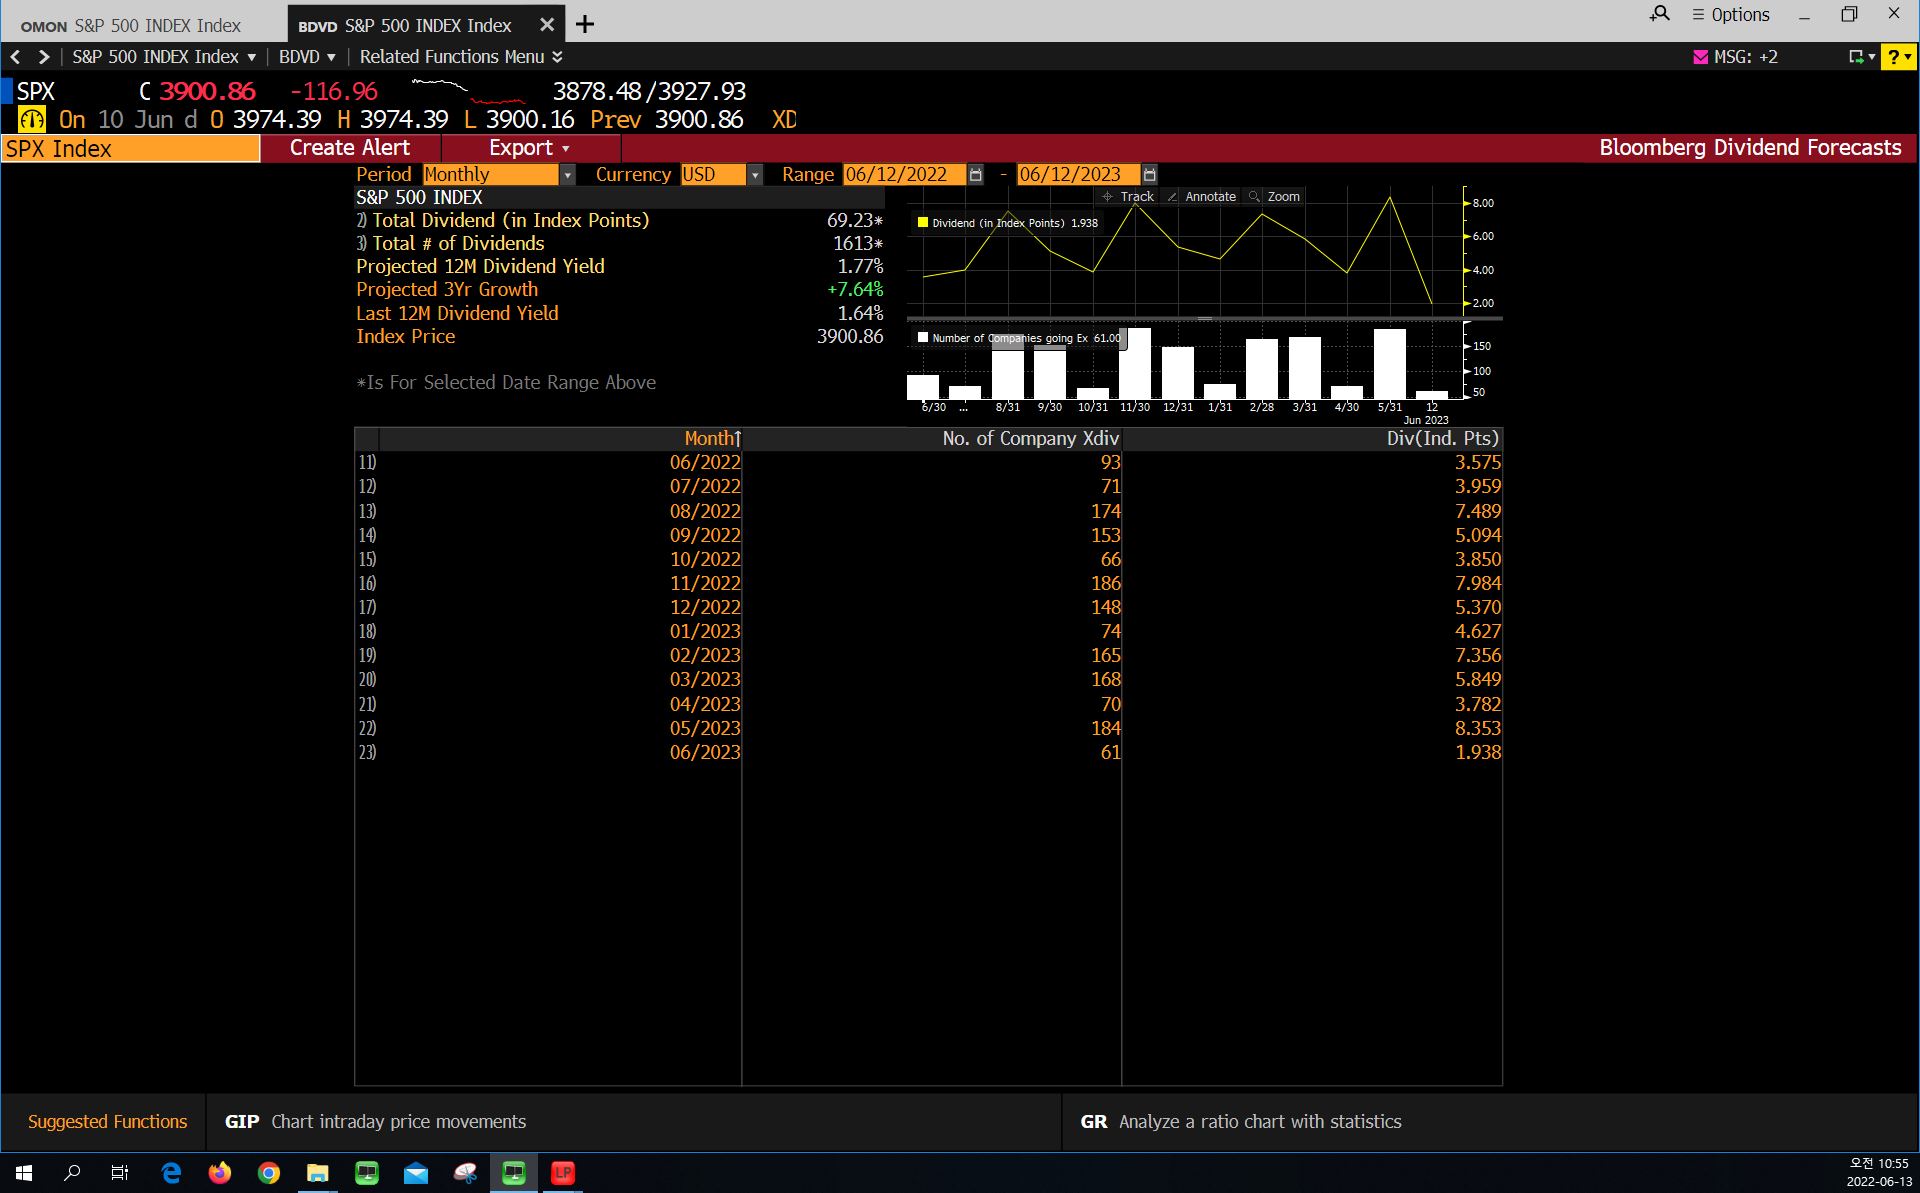 OMON S&P 500 INDEX Index
BDVD S&P 500 INDEX Index
Options
S&P 500 INDEX Index BDVD Related Functions Menu
MSG: +2
?
SPX C 3900.86 -116.96 3878.48/3927.93
On 10 Jun d O 3974.39 H 3974.39 L 3900.16 Prev 3900.86 XD
SPX Index Create Alert Export Bloomberg Dividend Forecasts
Period Monthly Currency USD Range 06/12/2022 - 06/12/2023
S&P 500 INDEX
2) Total Dividend (in Index Points) 69.23*
3) Total # of Dividends 1613*
Projected 12M Dividend Yield 1.77%
Projected 3Yr Growth +7.64%
Last 12M Dividend Yield 1.64%
Index Price 3900.86
*Is For Selected Date Range Above
Track Annotate Zoom
Dividend (in Index Points) 1.938
8.00
6.00
4.00
2.00
Number of Companies going Ex 61.00
150
100
50
6/30 ... 8/31 9/30 10/31 11/30 12/31 1/31 2/28 3/31 4/30 5/31 12
Jun 2023
Month↑ No. of Company Xdiv Div(Ind. Pts)
11) 06/2022 93 3.575
12) 07/2022 71 3.959
13) 08/2022 174 7.489
14) 09/2022 153 5.094
15) 10/2022 66 3.850
16) 11/2022 186 7.984
17) 12/2022 148 5.370
18) 01/2023 74 4.627
19) 02/2023 165 7.356
20) 03/2023 168 5.849
21) 04/2023 70 3.782
22) 05/2023 184 8.353
23) 06/2023 61 1.938
Suggested Functions GIP Chart intraday price movements GR Analyze a ratio chart with statistics
LP
오전 10:55
2022-06-13